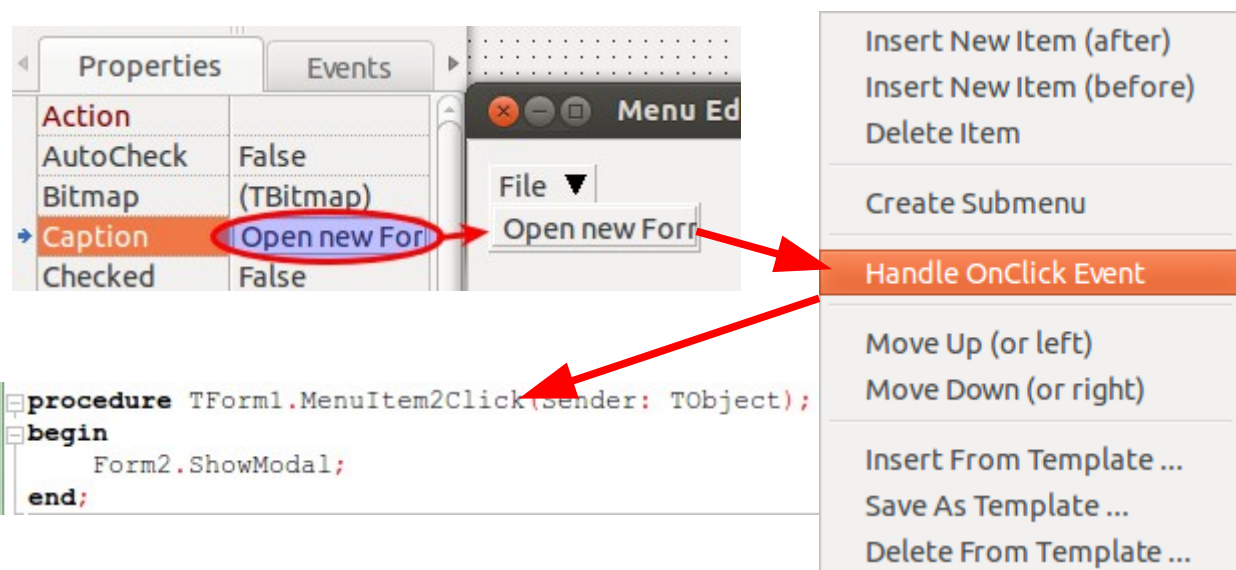 Properties
Events
Action
AutoCheck False
Bitmap (TBitmap)
Caption Open new For
Checked False
Menu Ed
File
Open new Forr
Insert New Item (after)
Insert New Item (before)
Delete Item
Create Submenu
Handle OnClick Event
Move Up (or left)
Move Down (or right)
Insert From Template ...
Save As Template ...
Delete From Template ...
procedure TForm1.MenuItem2Click(Sender: TObject);
begin
Form2.ShowModal;
end;